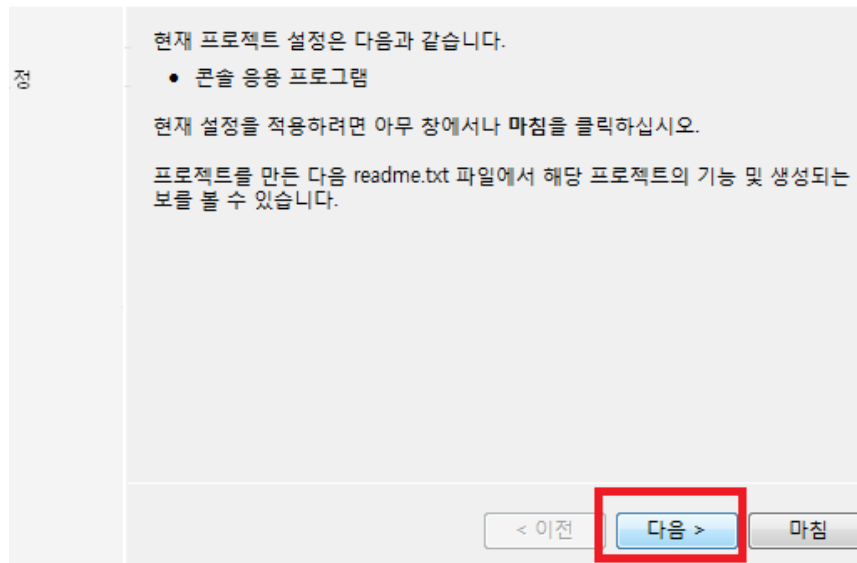 현재 프로젝트 설정은 다음과 같습니다.
정
● 콘솔 응용 프로그램
현재 설정을 적용하려면 아무 창에서나 마침을 클릭하십시오.
프로젝트를 만든 다음 readme.txt 파일에서 해당 프로젝트의 기능 및 생성되는
보를 볼 수 있습니다.
< 이전 다음 > 마침